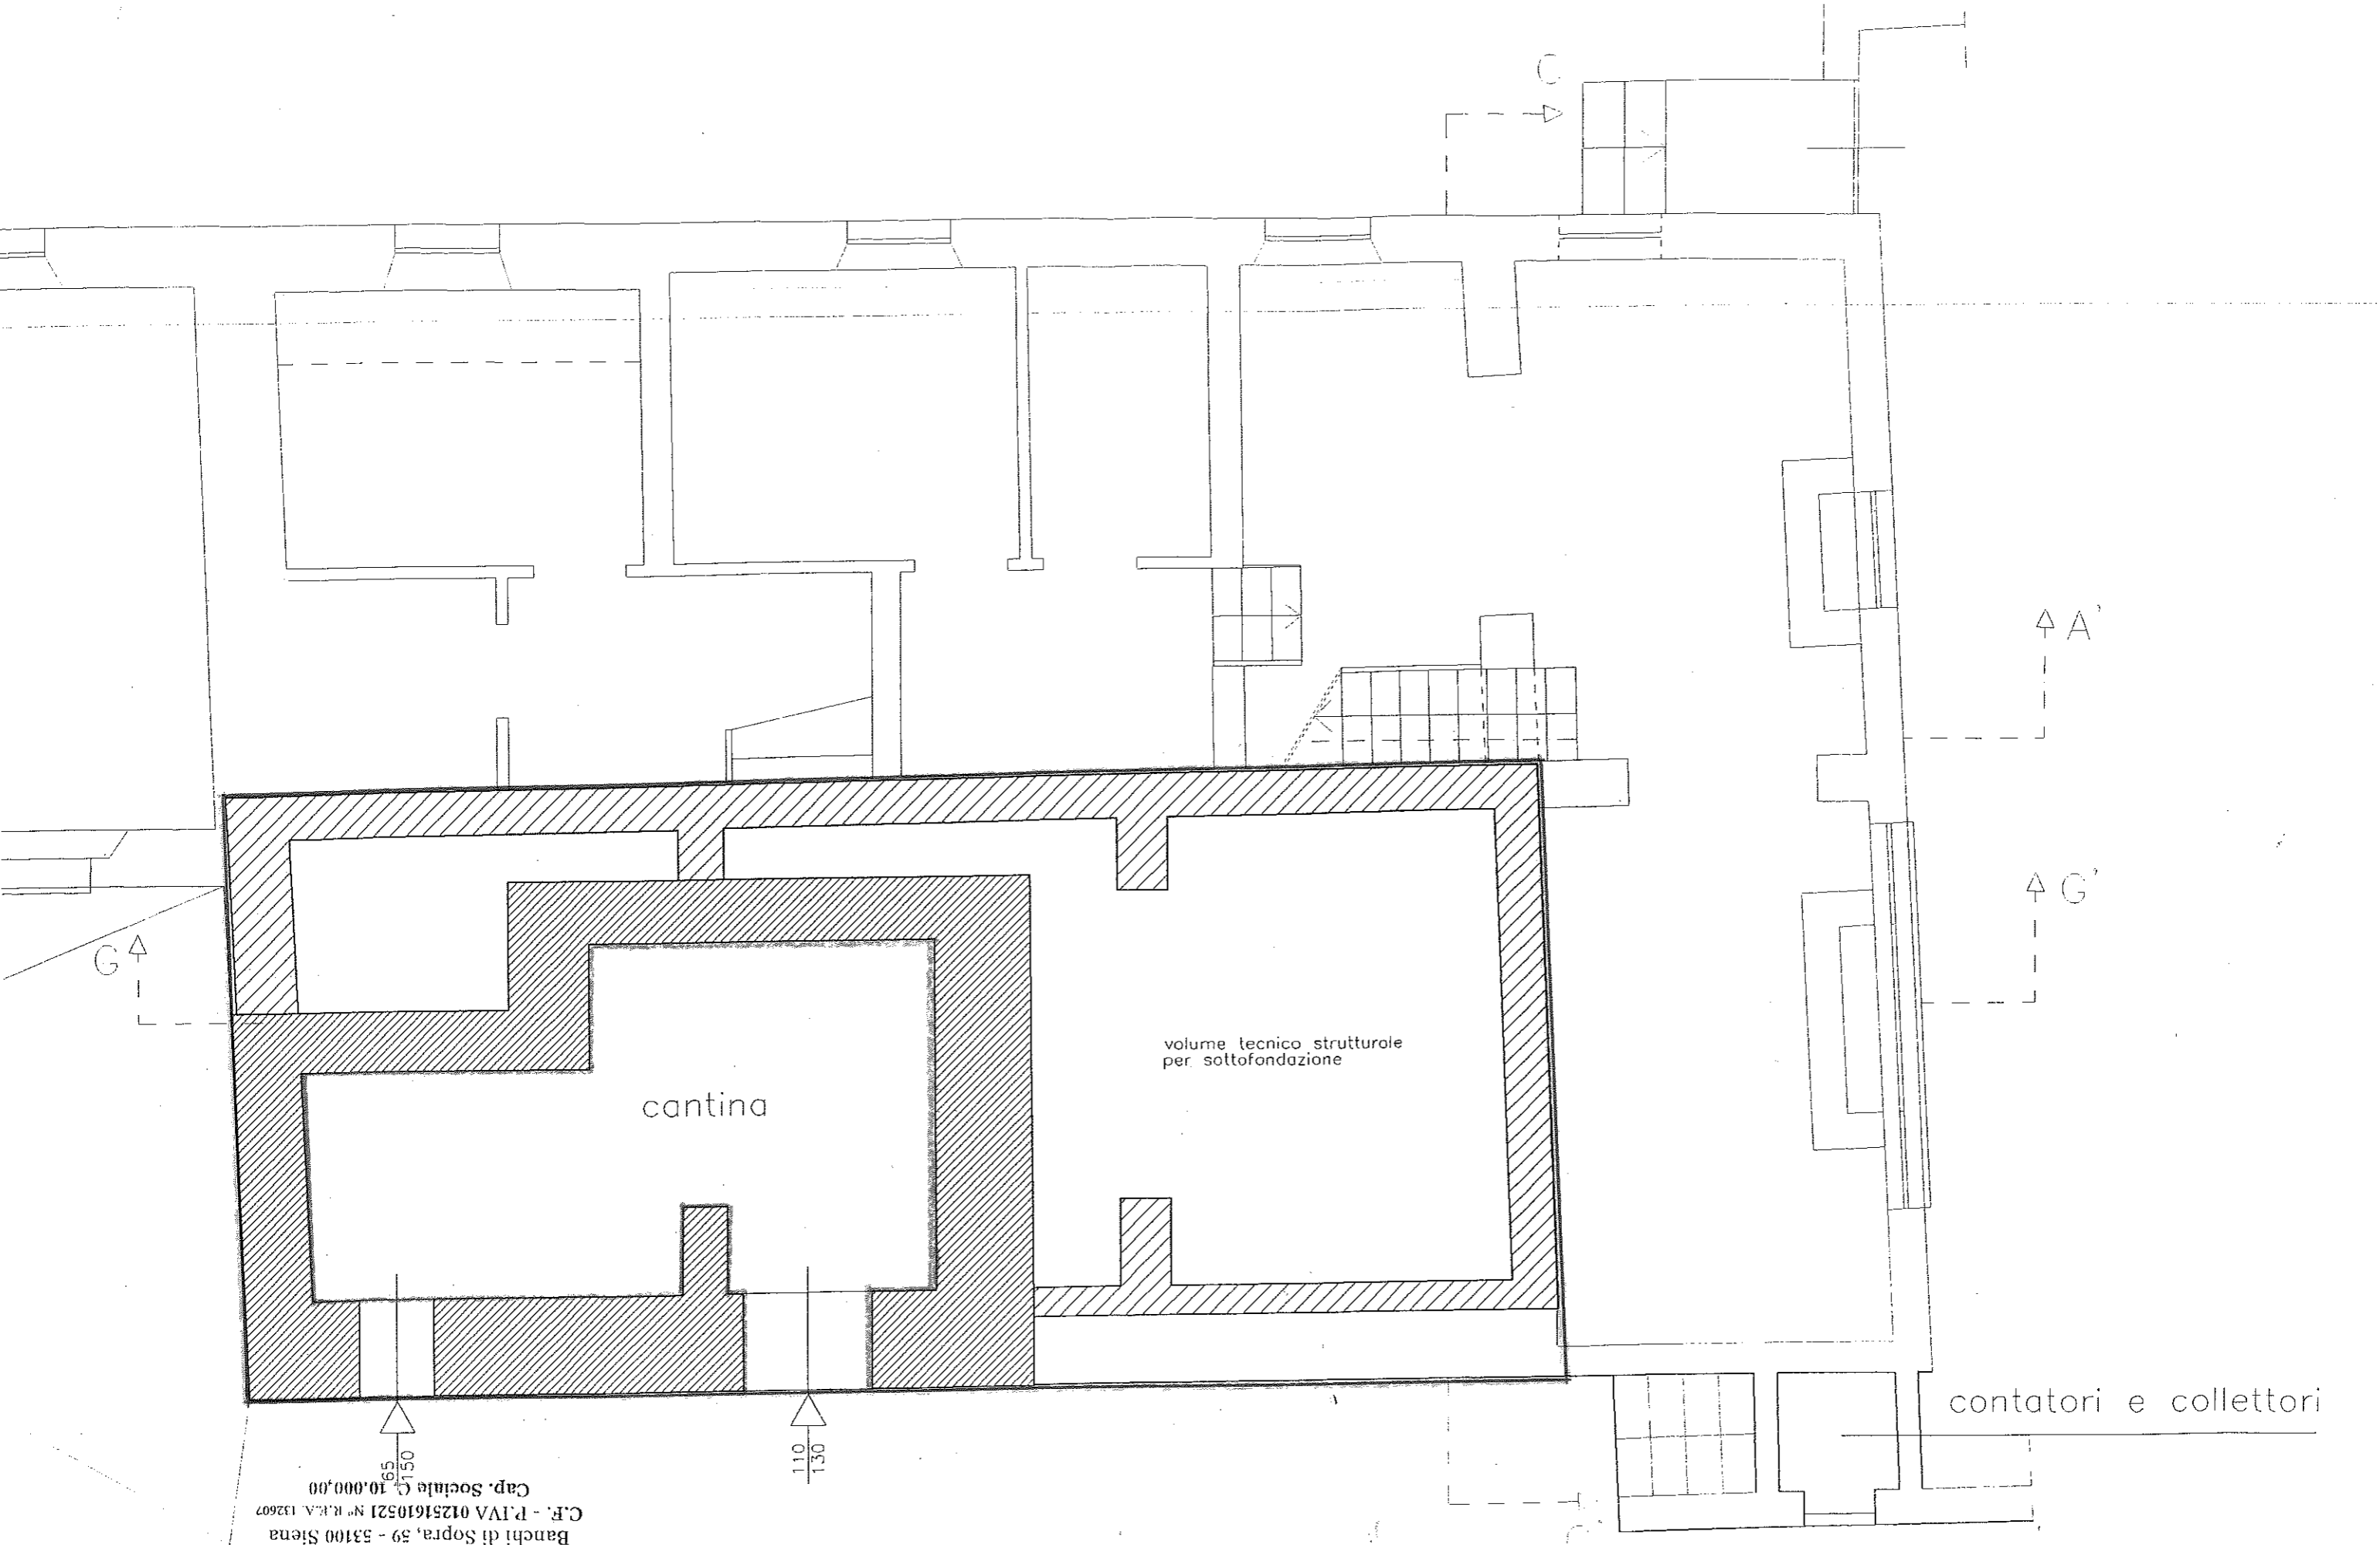 C
A'
G'
G
volume tecnico strutturale
per sottofondazione
cantina
contatori e collettori
65
150
110
130
Banchi di Sopra, 59 - 53100 Siena
C.F. - P.IVA 01251610521 N° R.E.A. 132607
Cap. Sociale € 10.000,00